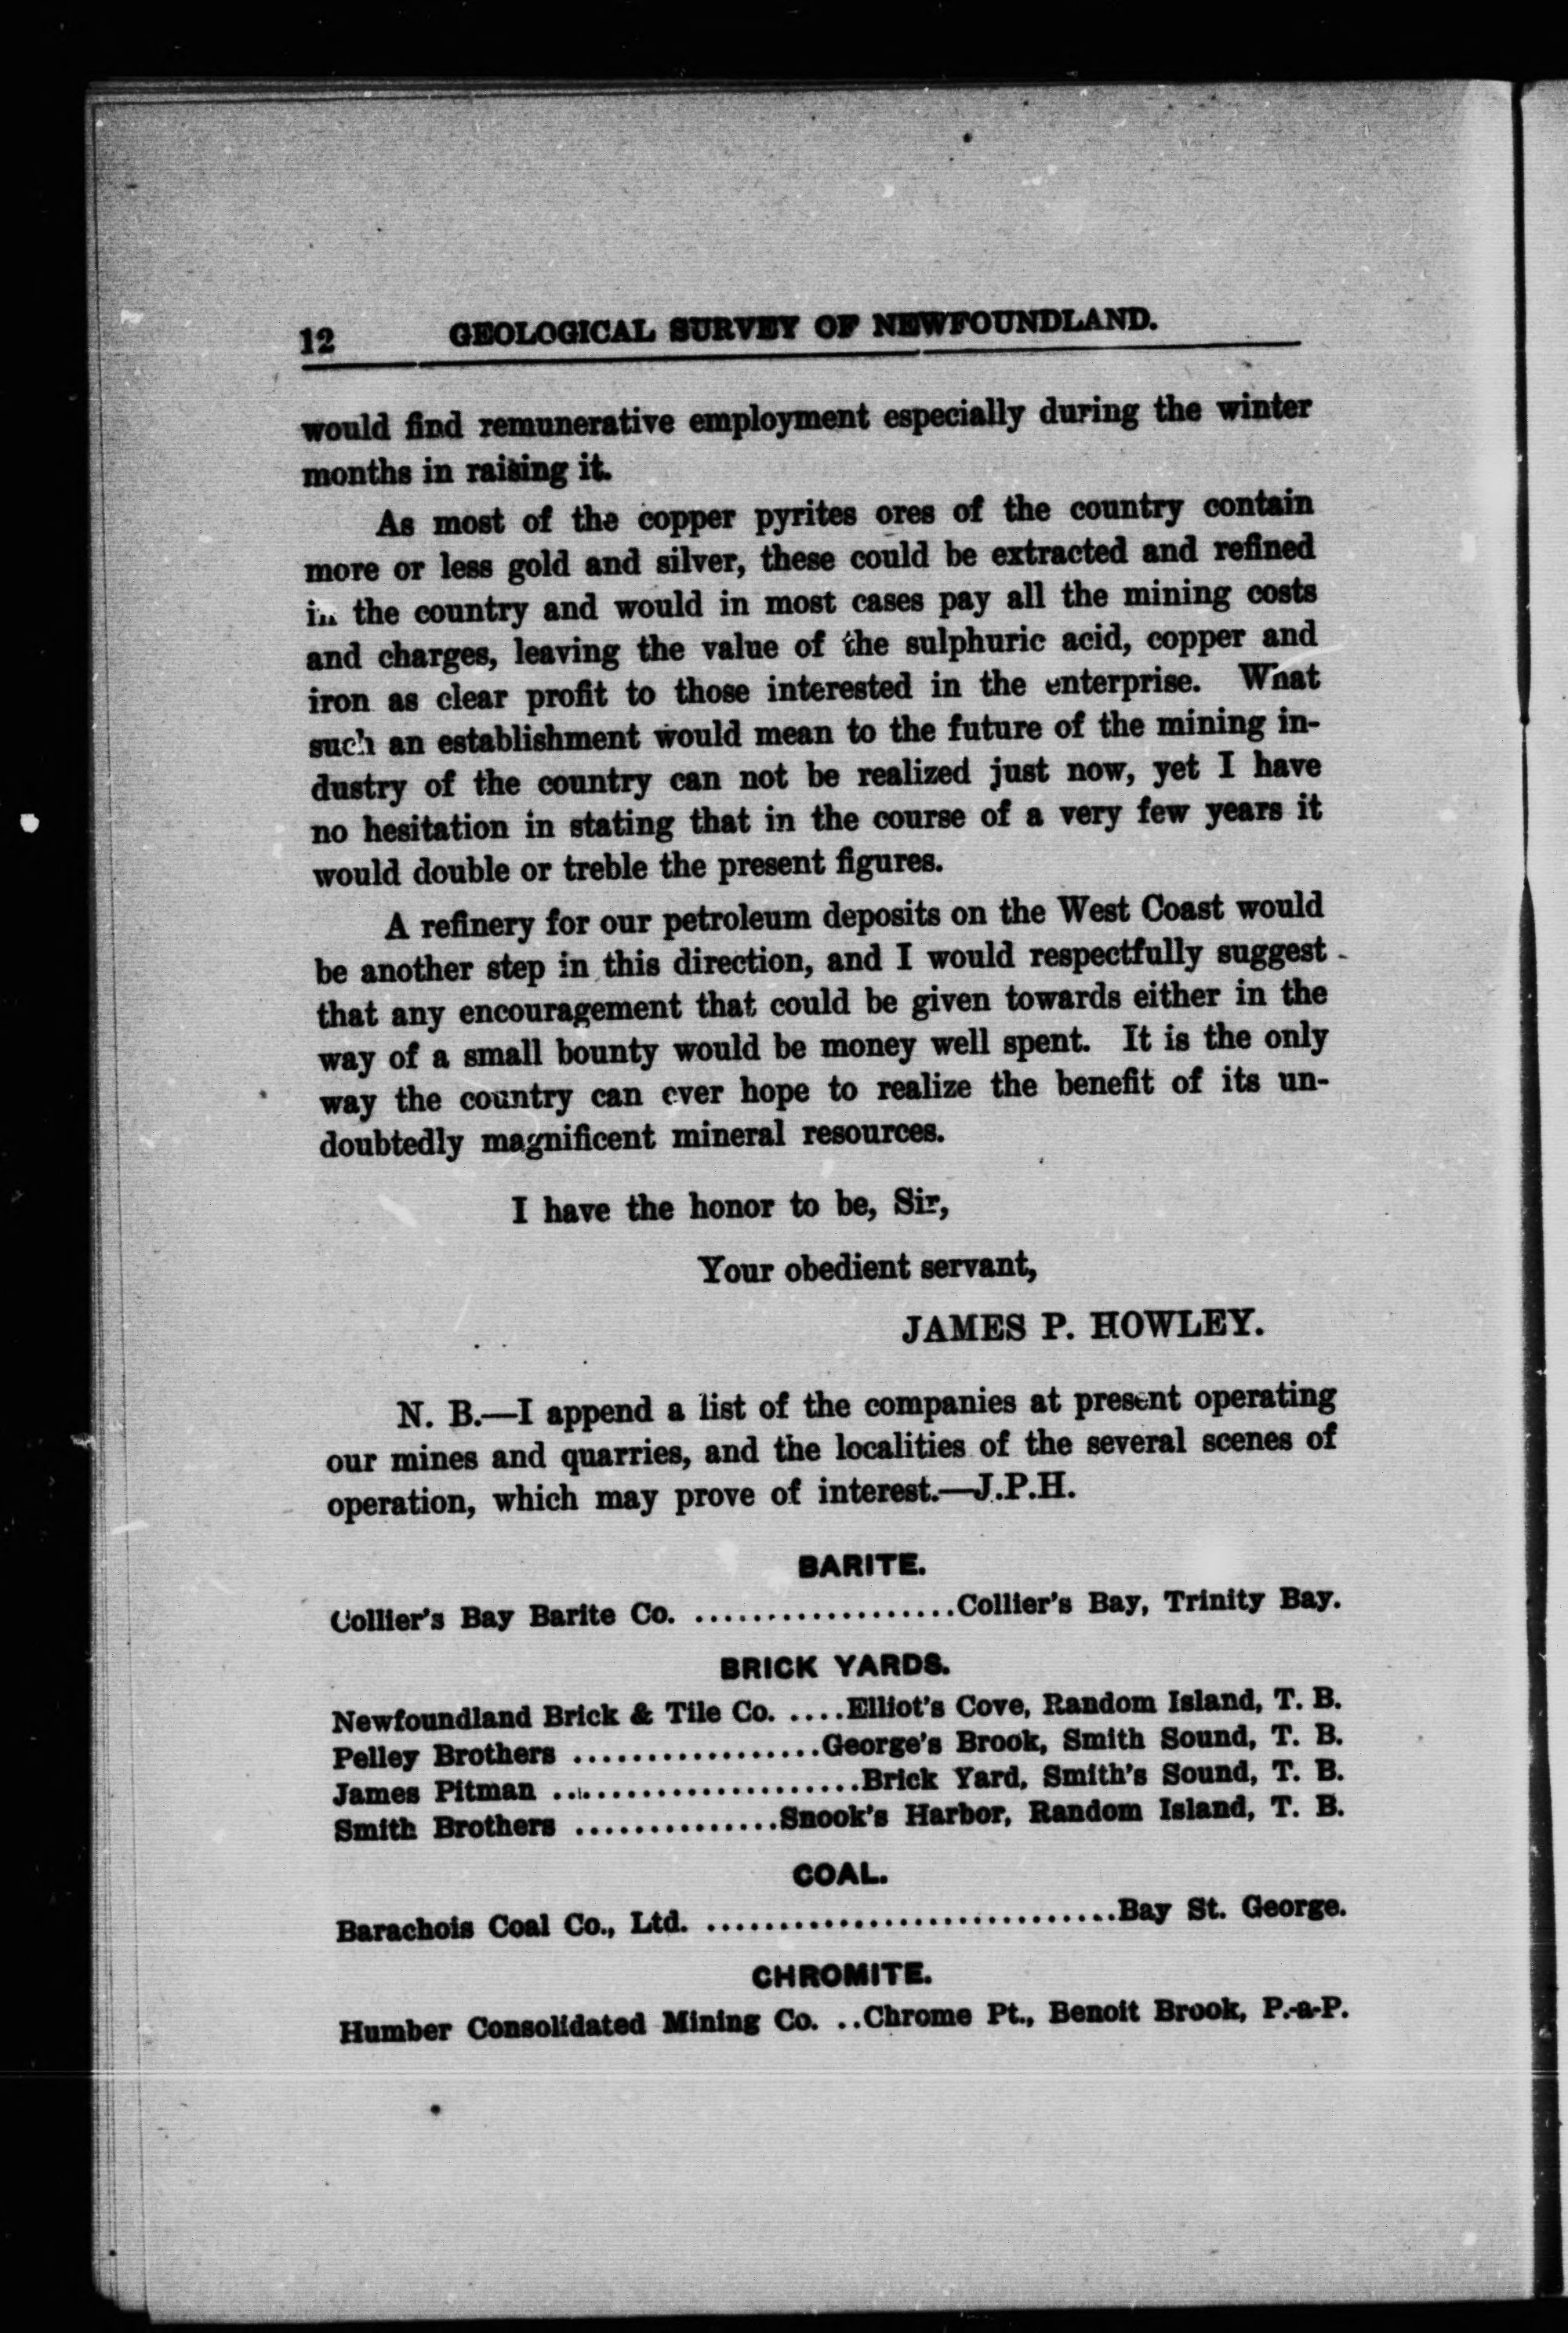 12 GEOLOGICAL SURVEY OF NEWFOUNDLAND.
would find remunerative employment especially during the winter
months in raising it.
As most of the copper pyrites ores of the country contain
more or less gold and silver, these could be extracted and refined
in the country and would in most cases pay all the mining costs
and charges, leaving the value of the sulphuric acid, copper and
iron as clear profit to those interested in the enterprise. What
such an establishment would mean to the future of the mining in-
dustry of the country can not be realized just now, yet I have
no hesitation in stating that in the course of a very few years it
would double or treble the present figures.
A refinery for our petroleum deposits on the West Coast would
be another step in this direction, and I would respectfully suggest
that any encouragement that could be given towards either in the
way of a small bounty would be money well spent. It is the only
way the country can ever hope to realize the benefit of its un-
doubtedly magnificent mineral resources.
I have the honor to be, Sir,
Your obedient servant,
JAMES P. HOWLEY.
N. B.—I append a list of the companies at present operating
our mines and quarries, and the localities of the several scenes of
operation, which may prove of interest.—J.P.H.
BARITE.
Collier's Bay Barite Co. ..................Collier's Bay, Trinity Bay.
BRICK YARDS.
Newfoundland Brick & Tile Co. ....Elliot's Cove, Random Island, T. B.
Pelley Brothers .................George's Brook, Smith Sound, T. B.
James Pitman .....................Brick Yard, Smith's Sound, T. B.
Smith Brothers ..............Snook's Harbor, Random Island, T. B.
COAL.
Barachois Coal Co., Ltd. ............................Bay St. George.
CHROMITE.
Humber Consolidated Mining Co. ..Chrome Pt., Benoit Brook, P.-a-P.